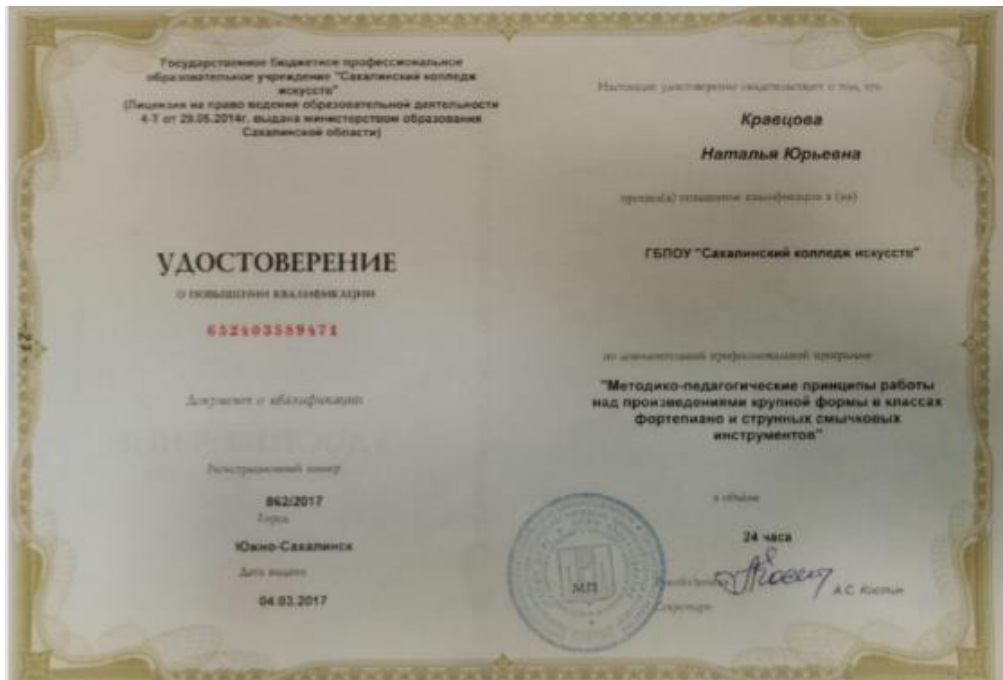 Государственное бюджетное профессиональное
образовательное учреждение "Сахалинский колледж
искусств"
(Лицензия на право ведения образовательной деятельности
4-Т от 29.05.2014г. выдана министерством образования
Сахалинской области)
УДОСТОВЕРЕНИЕ
О ПОВЫШЕНИИ КВАЛИФИКАЦИИ
652403589471
Документ о квалификации
Регистрационный номер
862/2017
Город
Южно-Сахалинск
Дата выдачи
04.03.2017
Настоящее удостоверение свидетельствует о том, что
Кравцова
Наталья Юрьевна
прошел(а) повышение квалификации в (на)
ГБПОУ "Сахалинский колледж искусств"
по дополнительной профессиональной программе
"Методико-педагогические принципы работы
над произведениями крупной формы в классах
фортепиано и струнных смычковых
инструментов"
в объёме
24 часа
МП
Руководитель
А.С. Костин
Секретарь